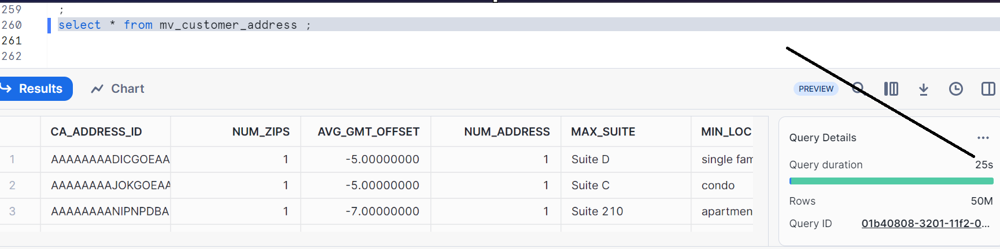 259 ;
260 select * from mv_customer_address ;
261
262
Results Chart PREVIEW
CA_ADDRESS_ID NUM_ZIPS AVG_GMT_OFFSET NUM_ADDRESS MAX_SUITE MIN_LOC
1 AAAAAAAADICGOEAA 1 -5.00000000 1 Suite D single fam
2 AAAAAAAAJOKGOEAA 1 -5.00000000 1 Suite C condo
3 AAAAAAAANIPNPDBA 1 -7.00000000 1 Suite 210 apartmen
Query Details ...
Query duration 25s
Rows 50M
Query ID 01b40808-3201-11f2-0...